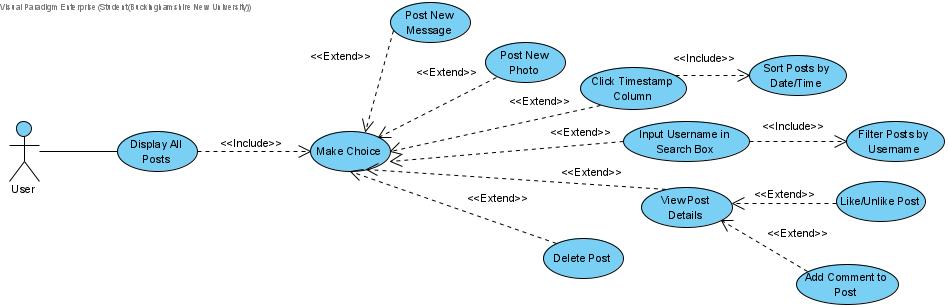 Visual Paradigm Enterprise (Student(Buckinghamshire New University))
Post New
Message
<<Extend>>
Post New
Photo
<<Extend>>
Click Timestamp
Column
<<Include>>
Sort Posts by
Date/Time
<<Extend>>
User
Display All
Posts
<<Include>>
Make Choice
<<Extend>>
Input Username in
Search Box
<<Include>>
Filter Posts by
Username
<<Extend>>
View Post
Details
<<Extend>>
Like/Unlike Post
<<Extend>>
Add Comment to
Post
<<Extend>>
Delete Post